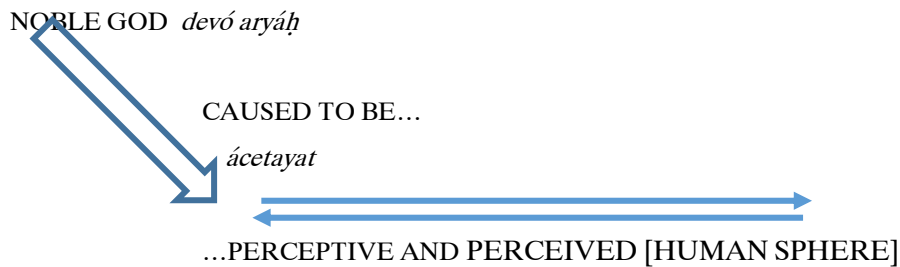 NOBLE GOD devó aryáḥ
CAUSED TO BE…
ácetayat
…PERCEPTIVE AND PERCEIVED [HUMAN SPHERE]